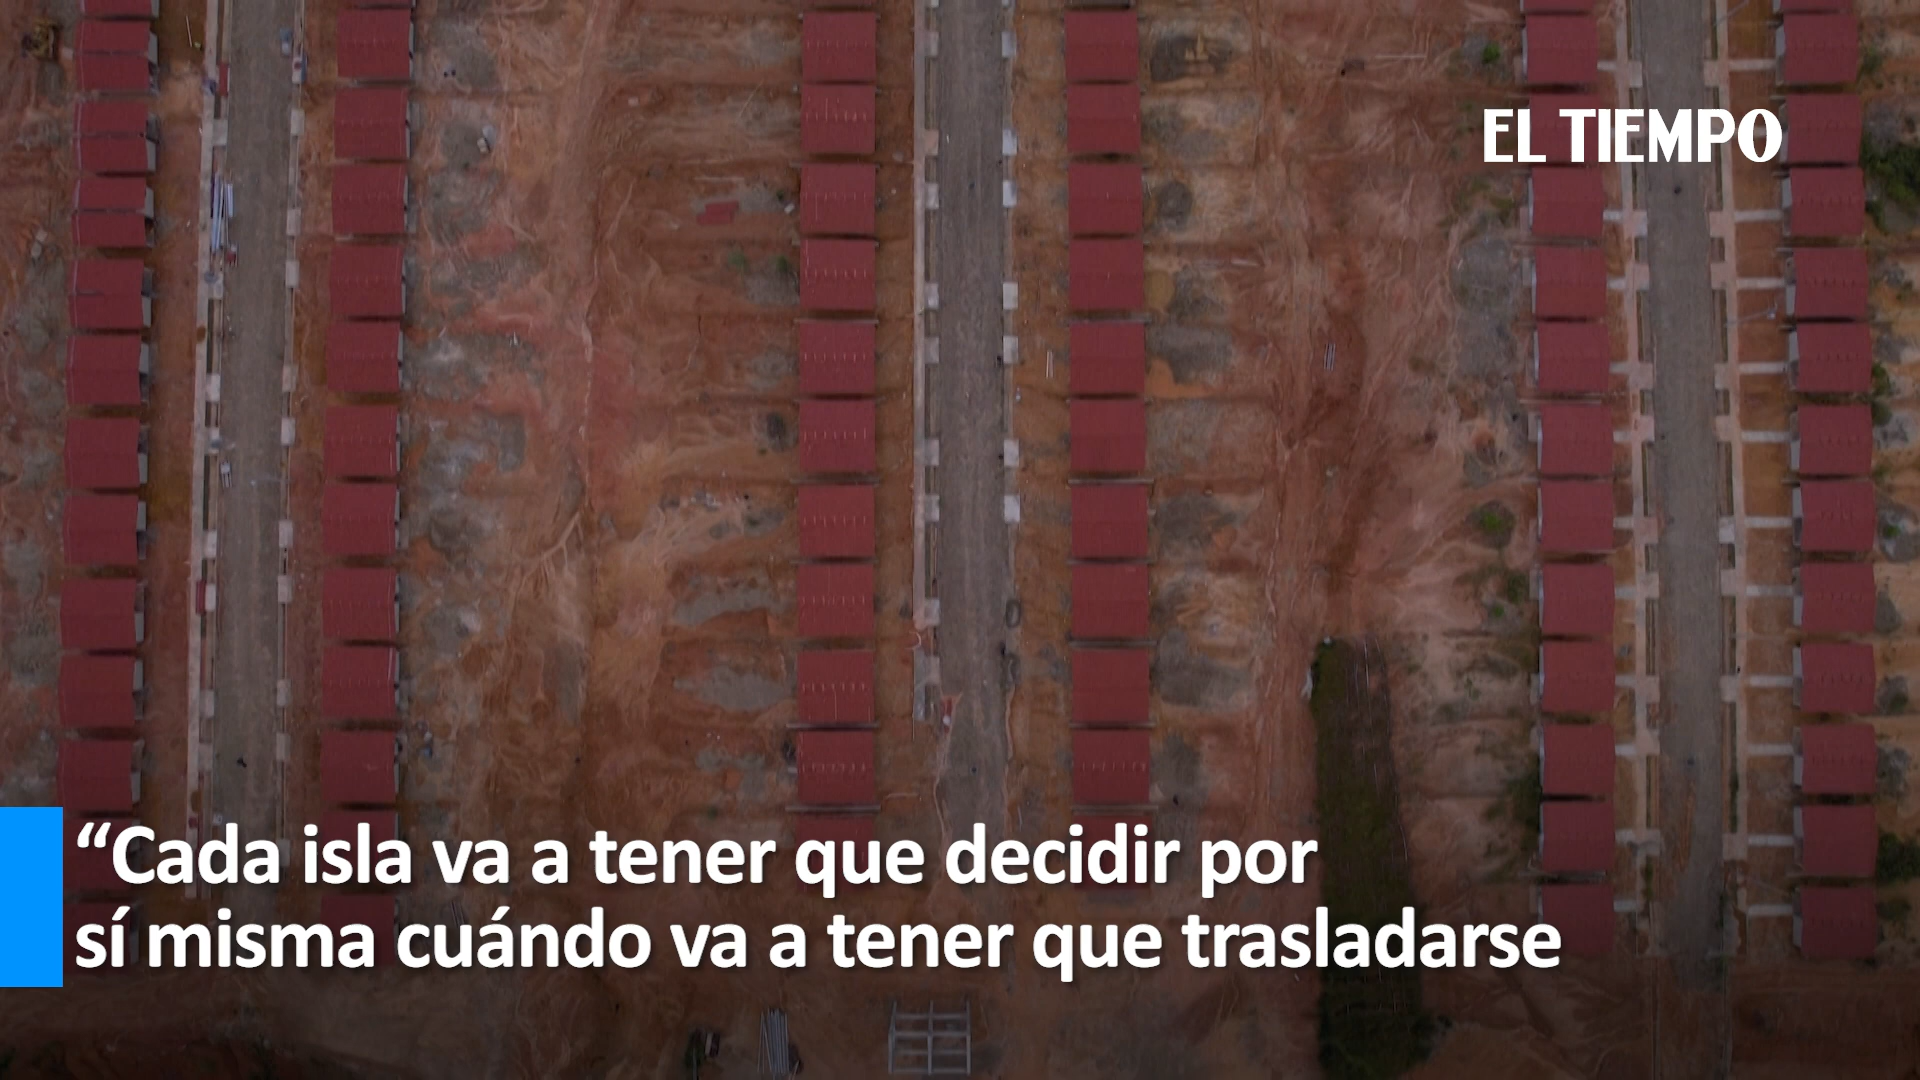 EL TIEMPO
“Cada isla va a tener que decidir por
sí misma cuándo va a tener que trasladarse